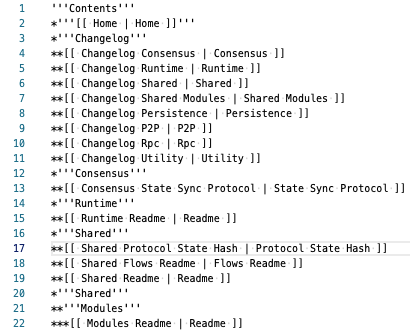 1 '''Contents'''
2 *'''[[ Home | Home ]]'''
3 *'''Changelog'''
4 **[[ Changelog Consensus | Consensus ]]
5 **[[ Changelog Runtime | Runtime ]]
6 **[[ Changelog Shared | Shared ]]
7 **[[ Changelog Shared Modules | Shared Modules ]]
8 **[[ Changelog Persistence | Persistence ]]
9 **[[ Changelog P2P | P2P ]]
10 **[[ Changelog Rpc | Rpc ]]
11 **[[ Changelog Utility | Utility ]]
12 *'''Consensus'''
13 **[[ Consensus State Sync Protocol | State Sync Protocol ]]
14 *'''Runtime'''
15 **[[ Runtime Readme | Readme ]]
16 *'''Shared'''
17 **[[ Shared Protocol State Hash | Protocol State Hash ]]
18 **[[ Shared Flows Readme | Flows Readme ]]
19 **[[ Shared Readme | Readme ]]
20 *'''Shared'''
21 **'''Modules'''
22 ***[[ Modules Readme | Readme ]]